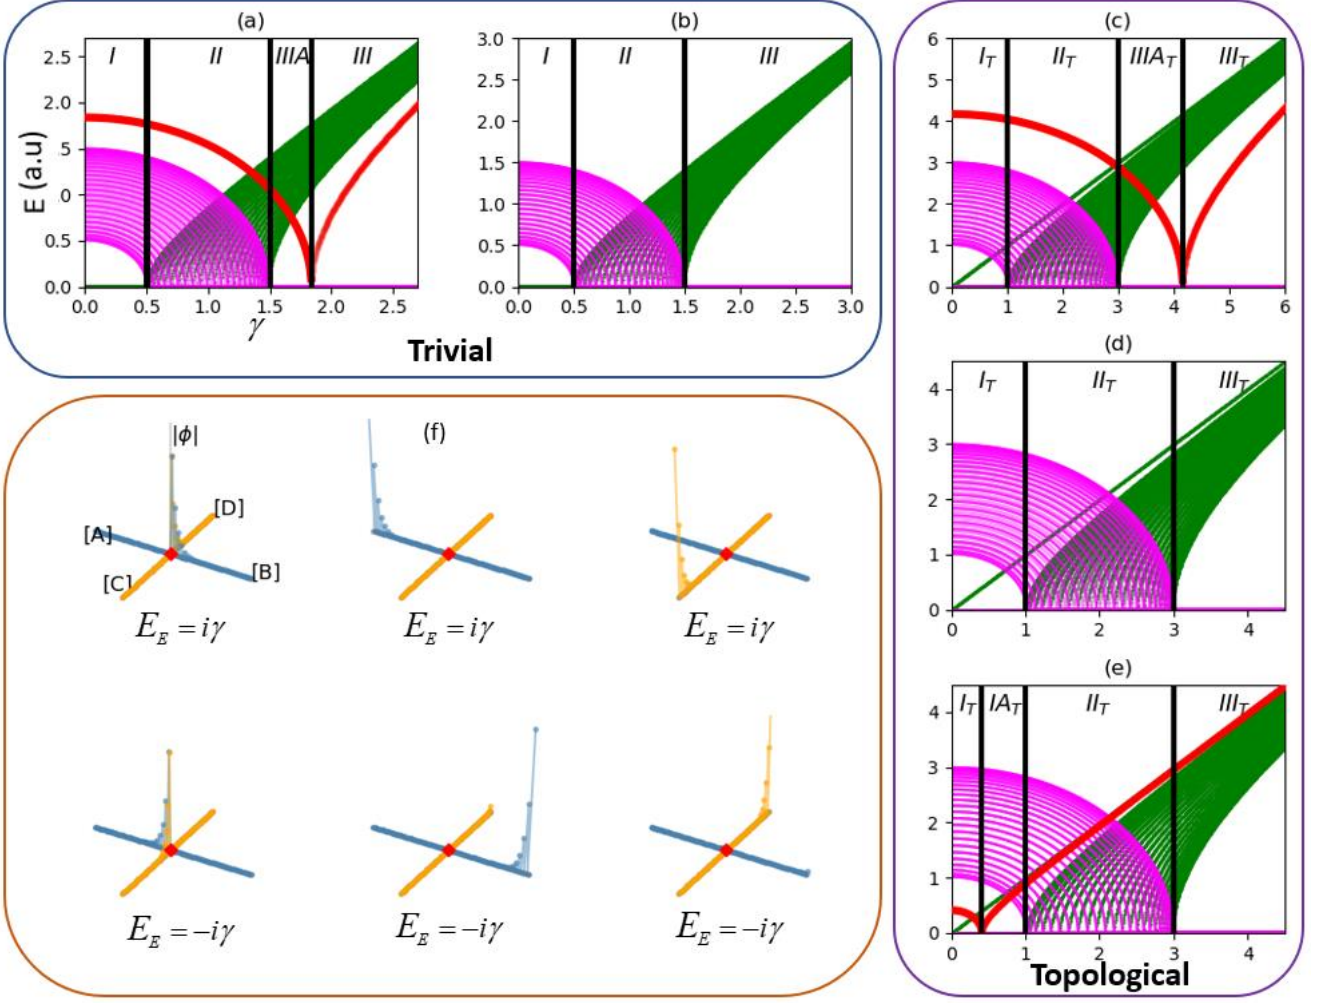 (a)
I II IIIA III
2.5
2.0
5
0
0.5
0.0
E (a.u)
0.0 0.5 1.0 1.5 2.0 2.5
γ
(b)
I II III
3.0
2.5
2.0
1.5
1.0
0.5
0.0
0.0 0.5 1.0 1.5 2.0 2.5 3.0
Trivial
(c)
I_T II_T IIIA_T III_T
6
5
4
3
2
1
0
0 1 2 3 4 5 6
(d)
I_T II_T III_T
4
3
2
1
0
0 1 2 3 4
(e)
I_T IA_T II_T III_T
4
3
2
1
0
0 1 2 3 4
Topological
(f)
|ϕ|
[A]
[B]
[C]
[D]
E_E = iγ
E_E = iγ
E_E = iγ
E_E = -iγ
E_E = -iγ
E_E = -iγ